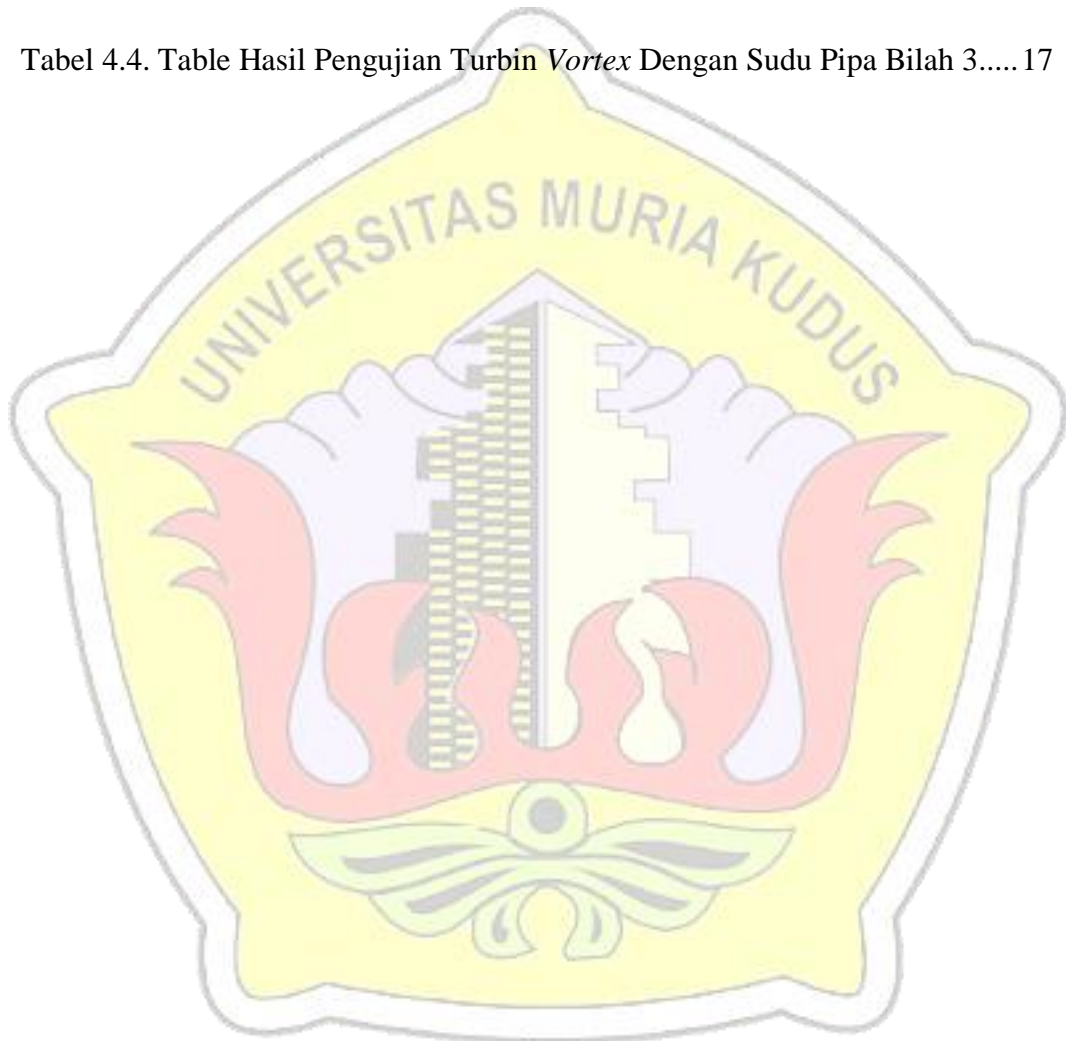 Tabel 4.4. Table Hasil Pengujian Turbin Vortex Dengan Sudu Pipa Bilah 3.....17
UNIVERSITAS MURIA KUDUS